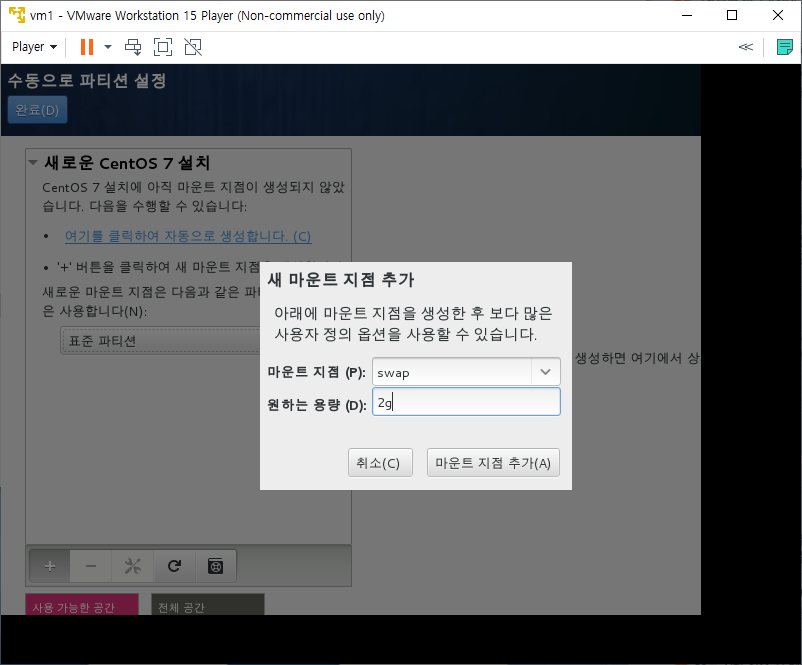 vm1 - VMware Workstation 15 Player (Non-commercial use only)
Player
수동으로 파티션 설정
완료(D)
새로운 CentOS 7 설치
CentOS 7 설치에 아직 마운트 지점이 생성되지 않았
습니다. 다음을 수행할 수 있습니다:
• 여기를 클릭하여 자동으로 생성합니다. (C)
• '+' 버튼을 클릭하여 새 마운트 지점
새로운 마운트 지점은 다음과 같은 파
은 사용합니다(N):
표준 파티션
새 마운트 지점 추가
아래에 마운트 지점을 생성한 후 보다 많은
사용자 정의 옵션을 사용할 수 있습니다.
마운트 지점 (P): swap
원하는 용량 (D): 2g
취소(C) 마운트 지점 추가(A)
생성하면 여기에서 상
사용 가능한 공간
전체 공간